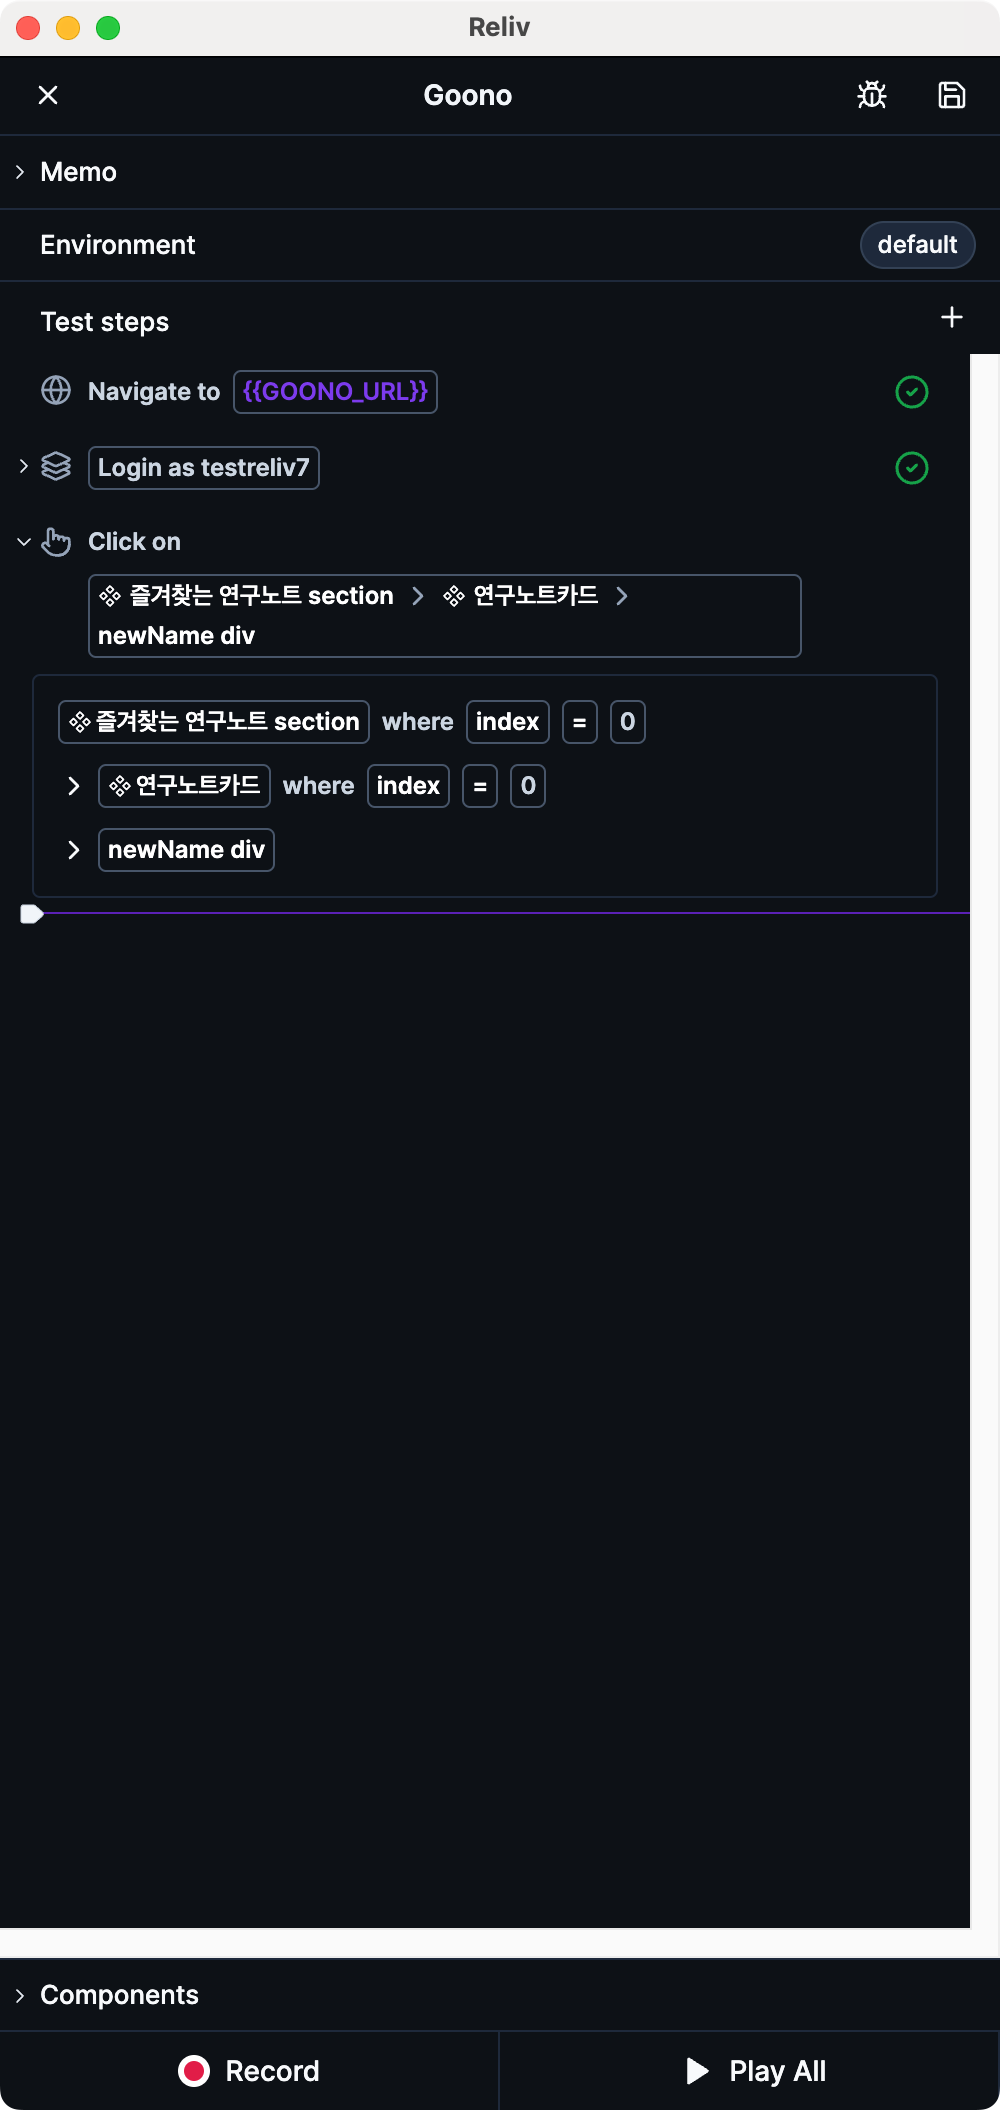 Reliv
Goono
Memo
Environment default
Test steps
Navigate to {{GOONO_URL}}
Login as testreliv7
Click on
즐겨찾는 연구노트 section > 연구노트카드 >
newName div
즐겨찾는 연구노트 section where index = 0
> 연구노트카드 where index = 0
> newName div
Components
Record Play All